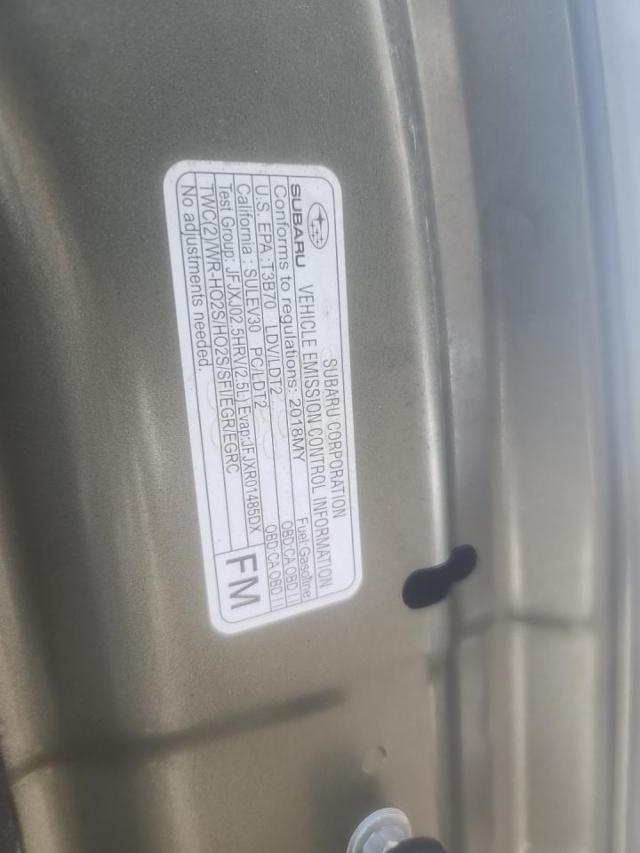 SUBARU CORPORATION
SUBARU VEHICLE EMISSION CONTROL INFORMATION
Conforms to regulations: 2018MY Fuel:Gasoline
U.S. EPA : T3B70 LDV/LDT2 OBD:CA OBD II
California : SULEV30 PC/LDT2 OBD:CA OBD II
Test Group: JFJXJ02.5HRV(2.5L) Evap:JFJXR01485DX
TWC(2)/WR-HO2S/HO2S/SFI/EGR/EGRC
No adjustments needed.
FM